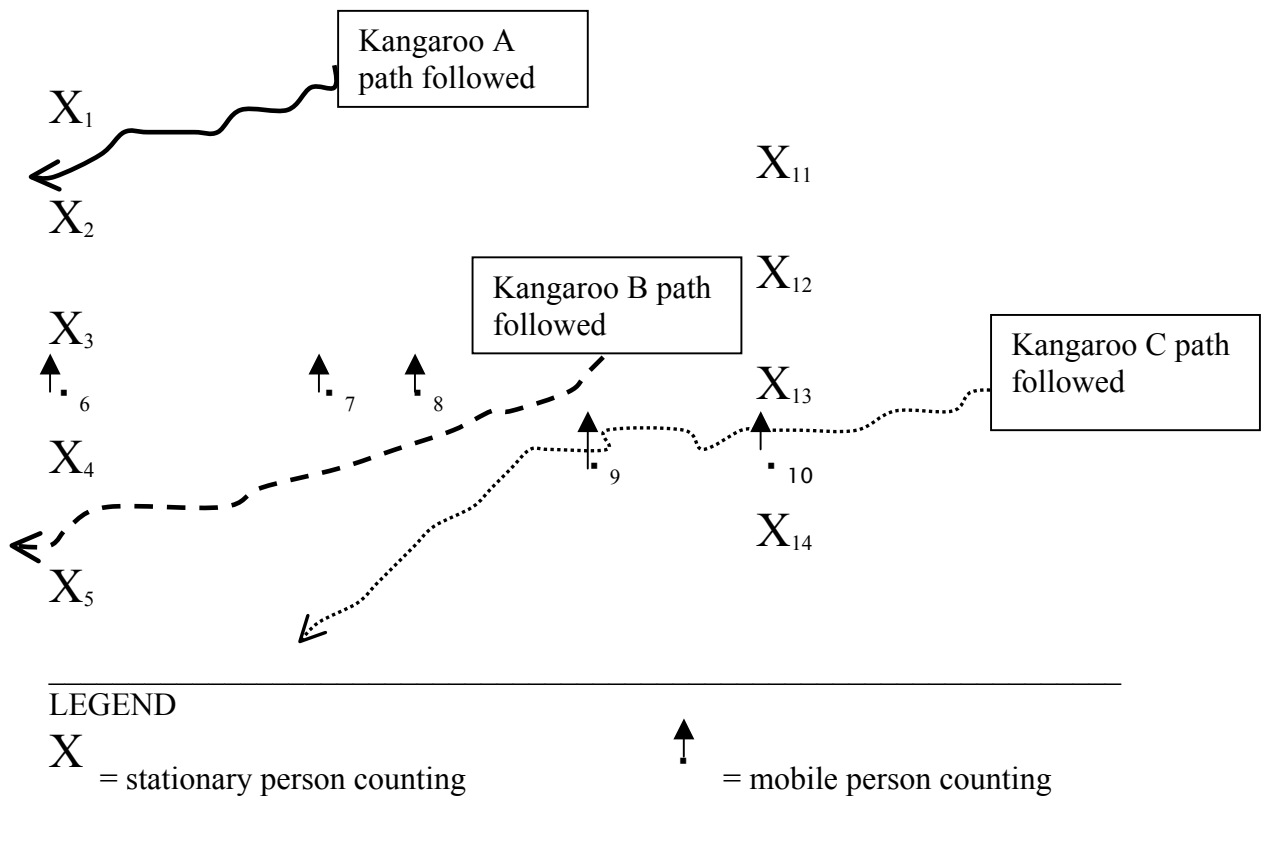 Kangaroo A
path followed
X1
X11
X2
Kangaroo B path
followed
X12
X3
Kangaroo C path
followed
X13
6
7
8
X4
9
10
X14
X5
LEGEND
X = stationary person counting
= mobile person counting